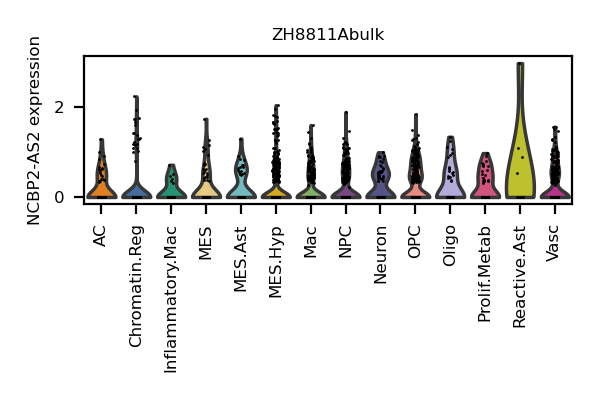 ZH8811Abulk
NCBP2-AS2 expression
2
0
AC
Chromatin.Reg
Inflammatory.Mac
MES
MES.Ast
MES.Hyp
Mac
NPC
Neuron
OPC
Oligo
Prolif.Metab
Reactive.Ast
Vasc